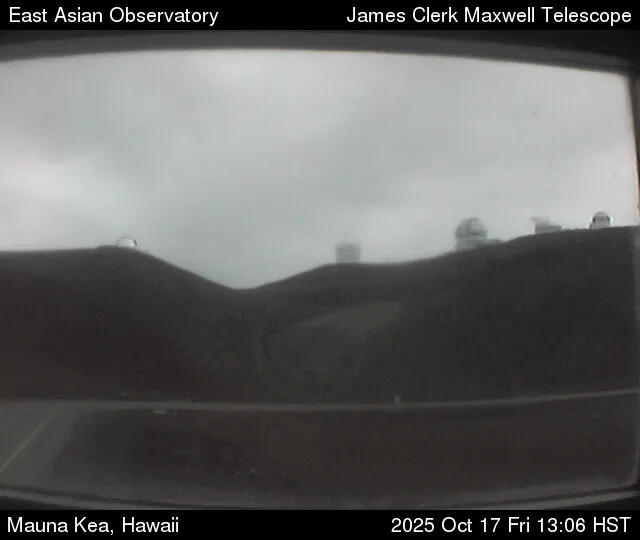 East Asian Observatory
James Clerk Maxwell Telescope
Mauna Kea, Hawaii
2025 Oct 17 Fri 13:06 HST